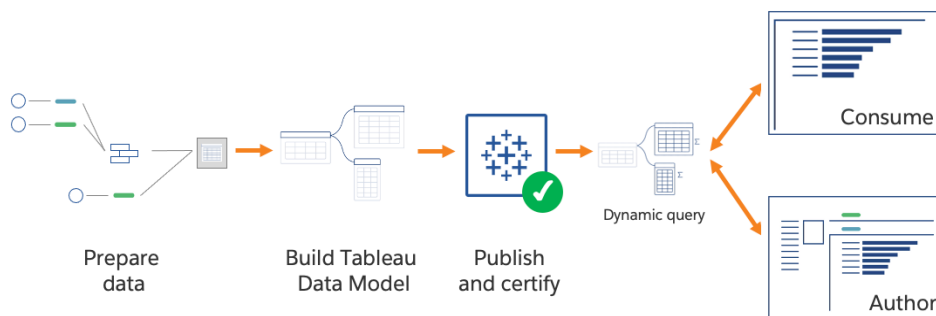 Prepare
data
Build Tableau
Data Model
Publish
and certify
Σ
Σ
Dynamic query
Consume
Author